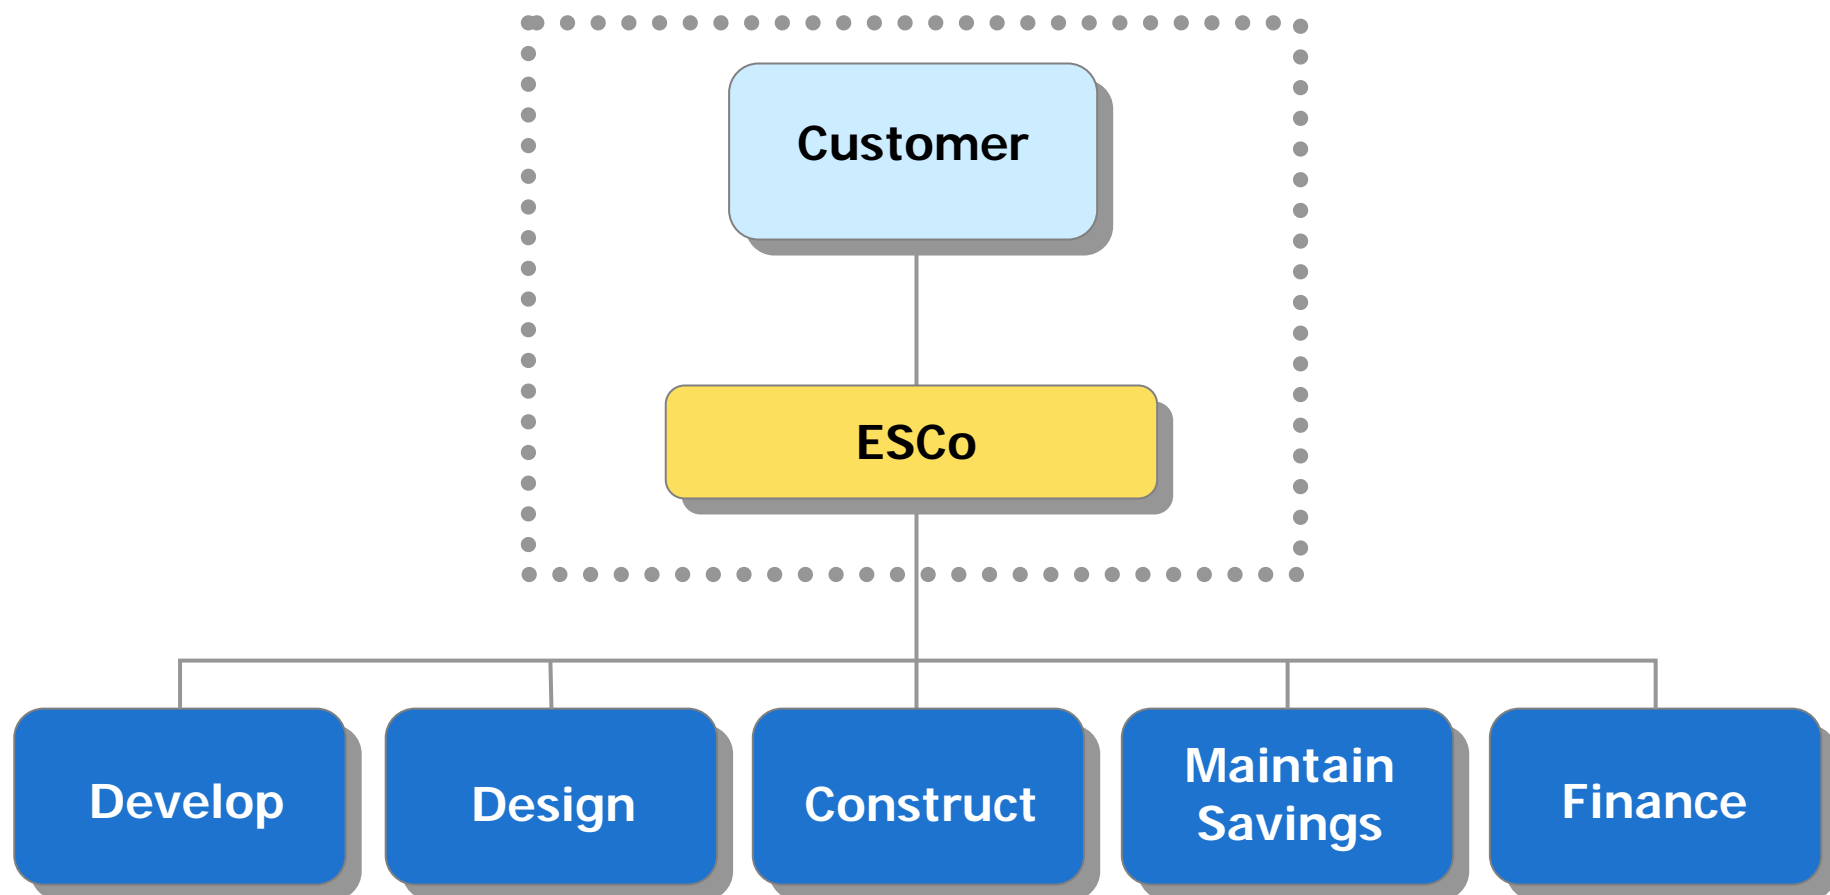 Customer
ESCo
Develop
Design
Construct
Maintain
Savings
Finance